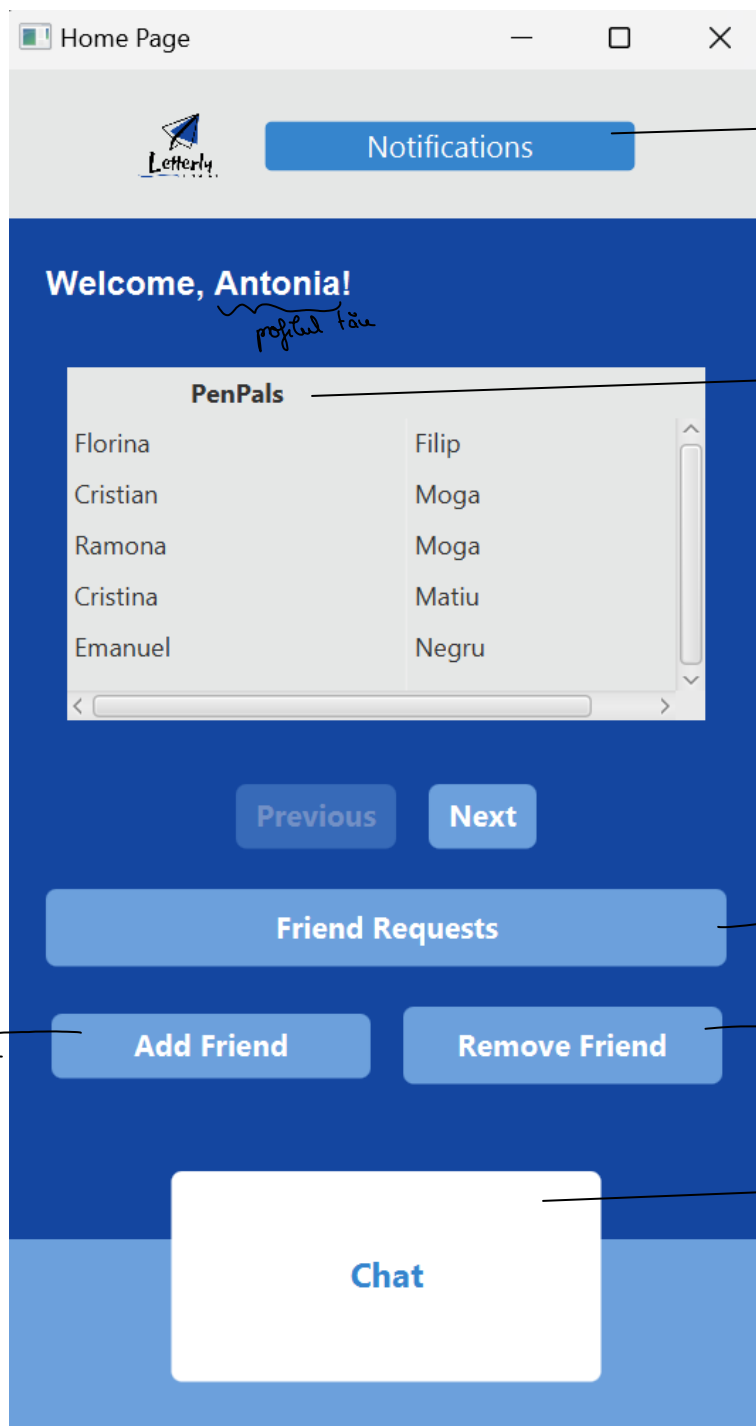 Home Page
Letterly
Notifications
Welcome, Antonia!
profilul tău
PenPals
Florina Filip
Cristian Moga
Ramona Moga
Cristina Matiu
Emanuel Negru
Previous Next
Friend Requests
Add Friend Remove Friend
Chat